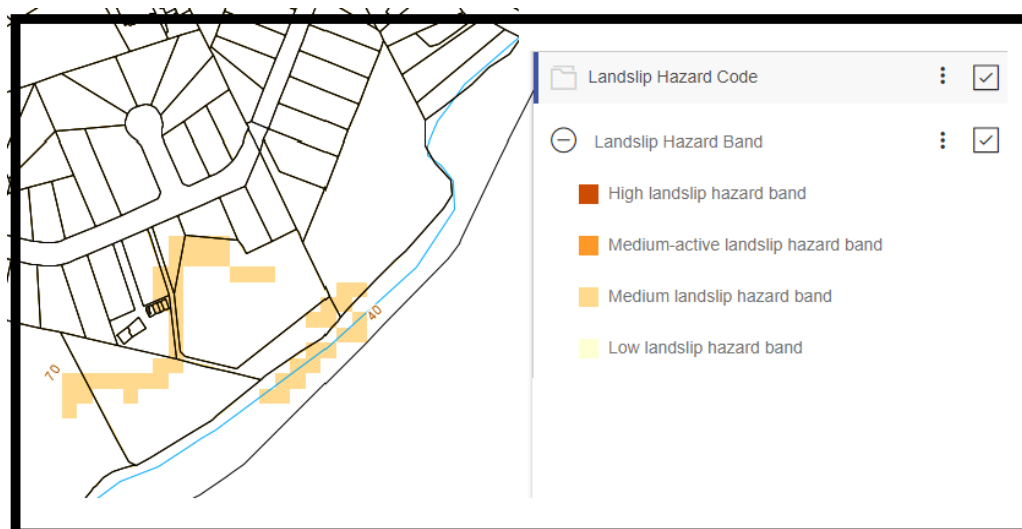 Landslip Hazard Code
Landslip Hazard Band
High landslip hazard band
Medium-active landslip hazard band
Medium landslip hazard band
Low landslip hazard band
40
70